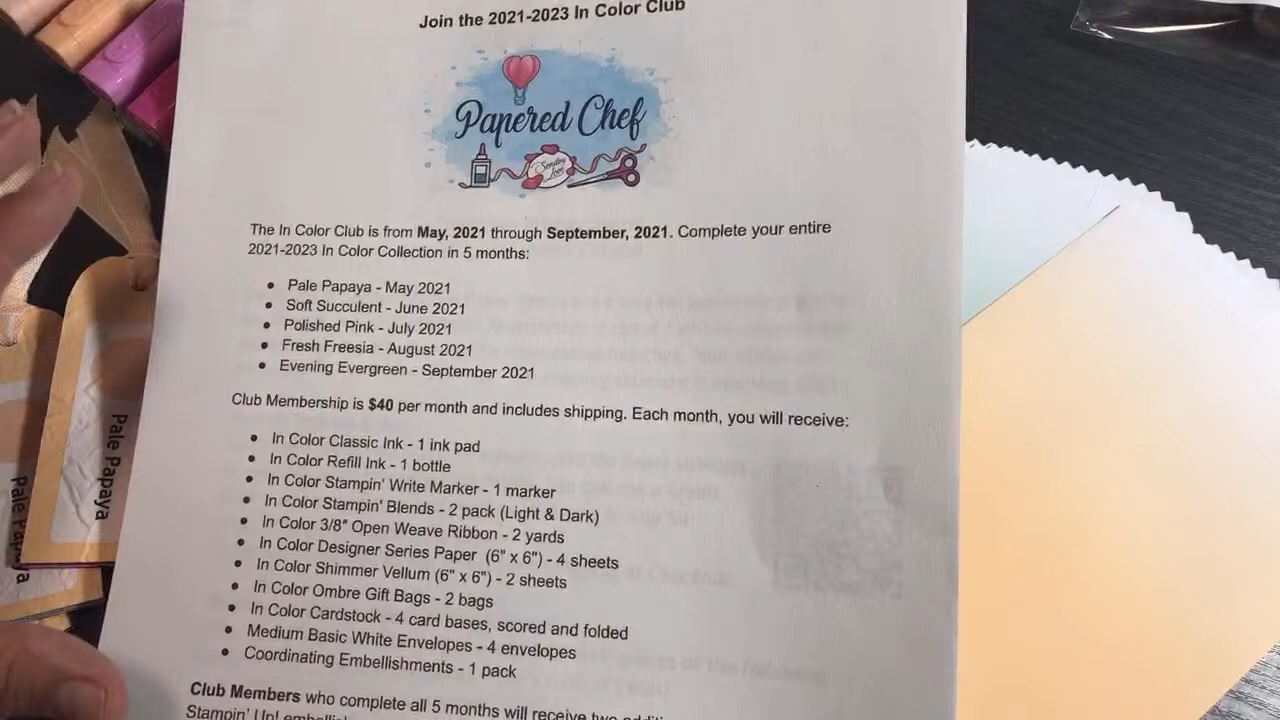 Join the 2021-2023 In Color Club
Papered Chef
Sending
Love
The In Color Club is from May, 2021 through September, 2021. Complete your entire
2021-2023 In Color Collection in 5 months:
• Pale Papaya - May 2021
• Soft Succulent - June 2021
• Polished Pink - July 2021
• Fresh Freesia - August 2021
• Evening Evergreen - September 2021
Club Membership is $40 per month and includes shipping. Each month, you will receive:
• In Color Classic Ink - 1 ink pad
• In Color Refill Ink - 1 bottle
• In Color Stampin' Write Marker - 1 marker
• In Color Stampin' Blends - 2 pack (Light & Dark)
• In Color 3/8" Open Weave Ribbon - 2 yards
• In Color Designer Series Paper (6" x 6") - 4 sheets
• In Color Shimmer Vellum (6" x 6") - 2 sheets
• In Color Ombre Gift Bags - 2 bags
• In Color Cardstock - 4 card bases, scored and folded
• Medium Basic White Envelopes - 4 envelopes
• Coordinating Embellishments - 1 pack
Club Members who complete all 5 months will receive two
Stampin' Up!
Pale Papaya
Pale Papaya